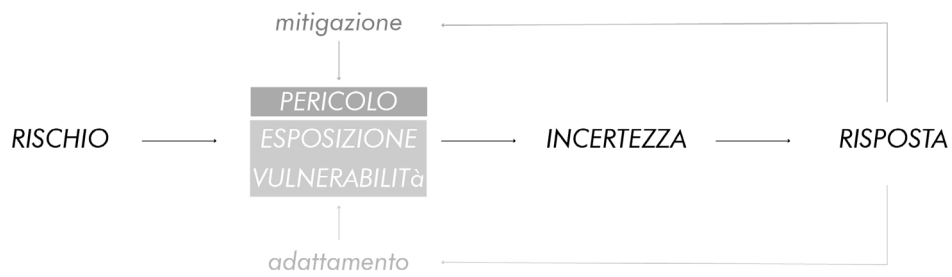 mitigazione
PERICOLO
RISCHIO
ESPOSIZIONE
INCERTEZZA
RISPOSTA
VULNERABILITà
adattamento